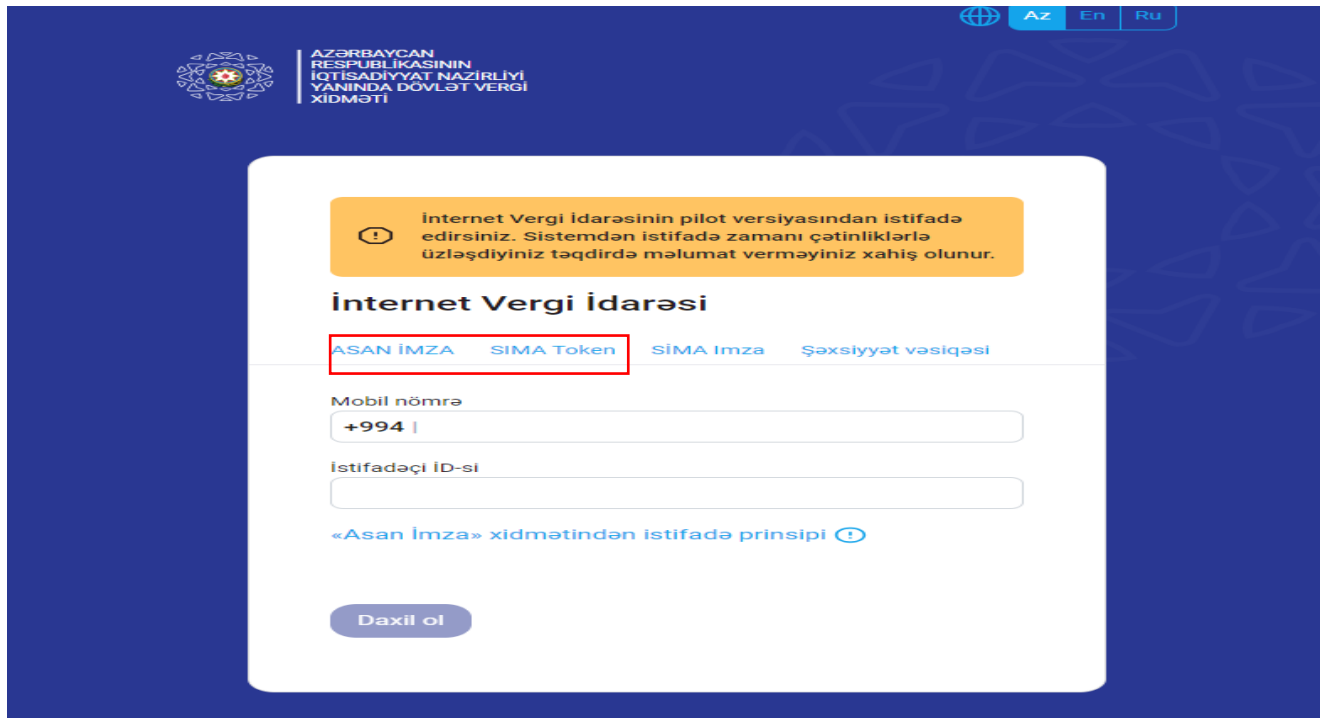 Az En Ru
AZƏRBAYCAN
RESPUBLİKASININ
İQTİSADİYYAT NAZİRLİYİ
YANINDA DÖVLƏT VERGİ
XİDMƏTİ
İnternet Vergi İdarəsinin pilot versiyasından istifadə
edirsiniz. Sistemdən istifadə zamanı çətinliklərlə
üzləşdiyiniz təqdirdə məlumat verməyiniz xahiş olunur.
İnternet Vergi İdarəsi
ASAN İMZA SIMA Token SİMA Imza Şəxsiyyət vəsiqəsi
Mobil nömrə
+994 |
İstifadəçi İD-si
«Asan İmza» xidmətindən istifadə prinsipi
Daxil ol